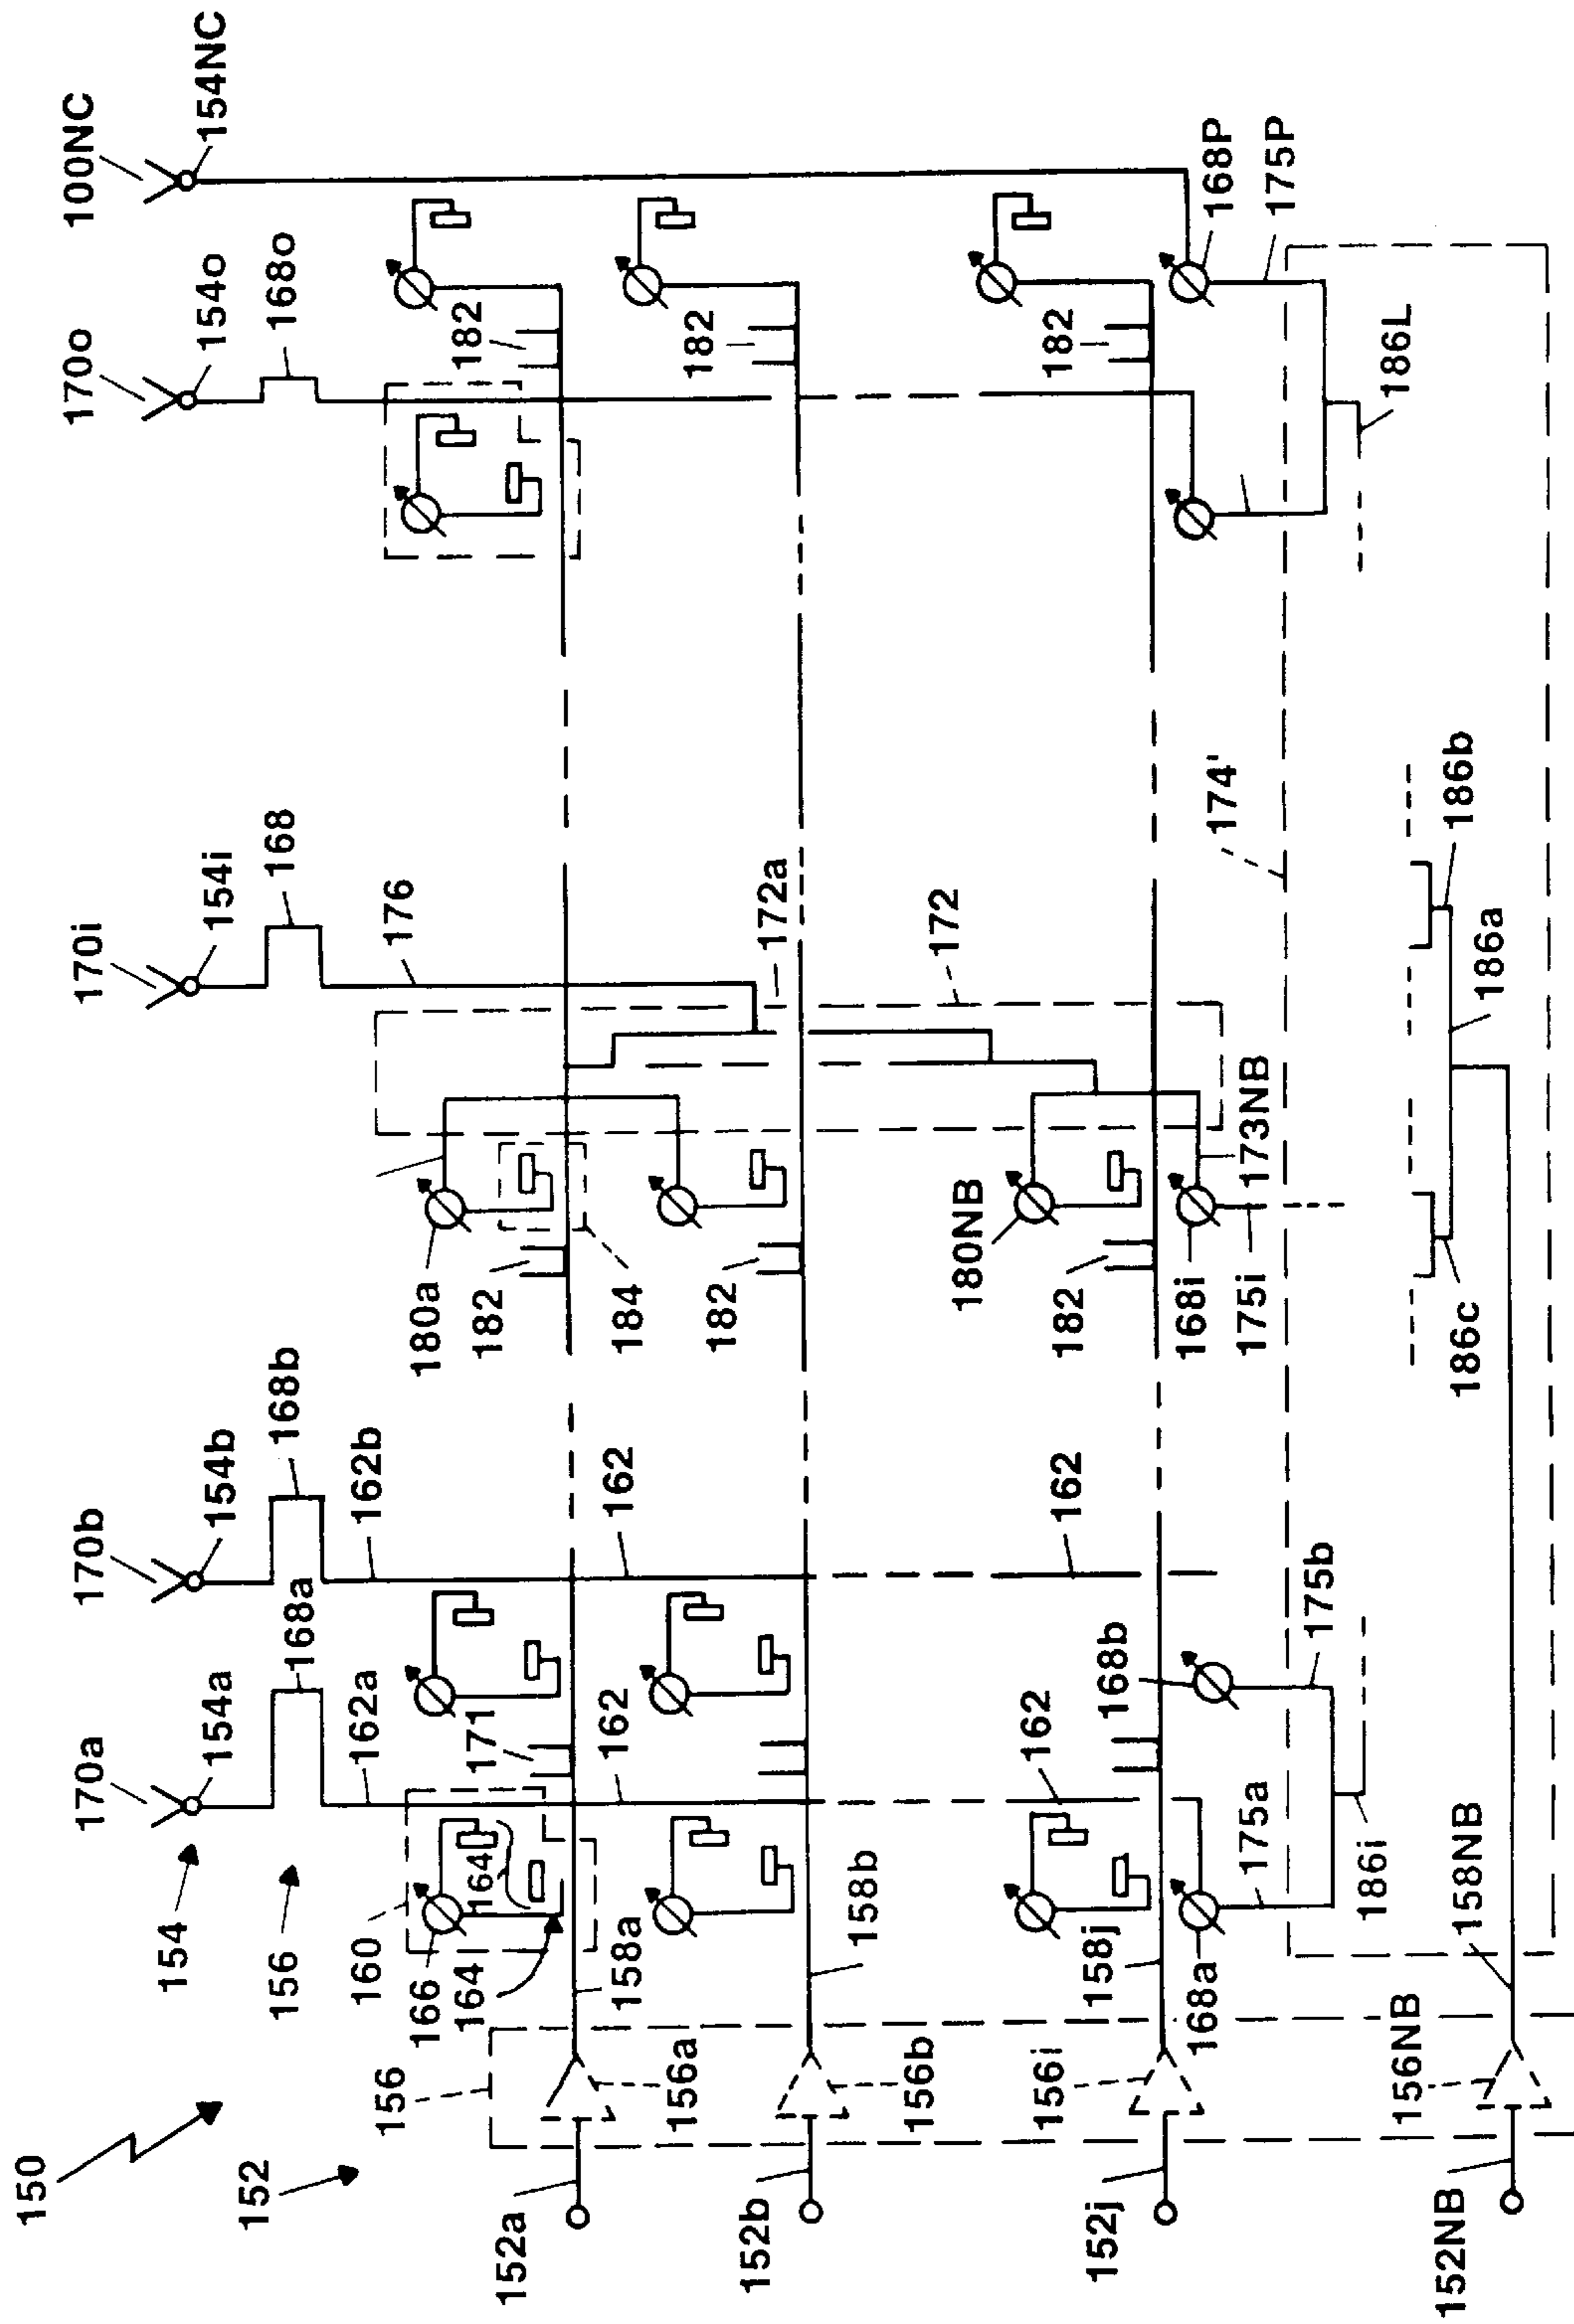 150
152
154
156
170a
154a
168a
162a
170b
154b
168b
162b
170i
154i
168
176
170o
154o
168o
100NC
154NC
160
166
164
164
171
162
162
180a
182
184
172a
172
182
156
152a
156a
158a
152b
156b
158b
162
162
182
180NB
182
182
152j
156i
158j
168a
168b
175a
175b
186i
168i
175i
173NB
174'
168P
175P
186L
186c
186a
186b
152NB
156NB
158NB